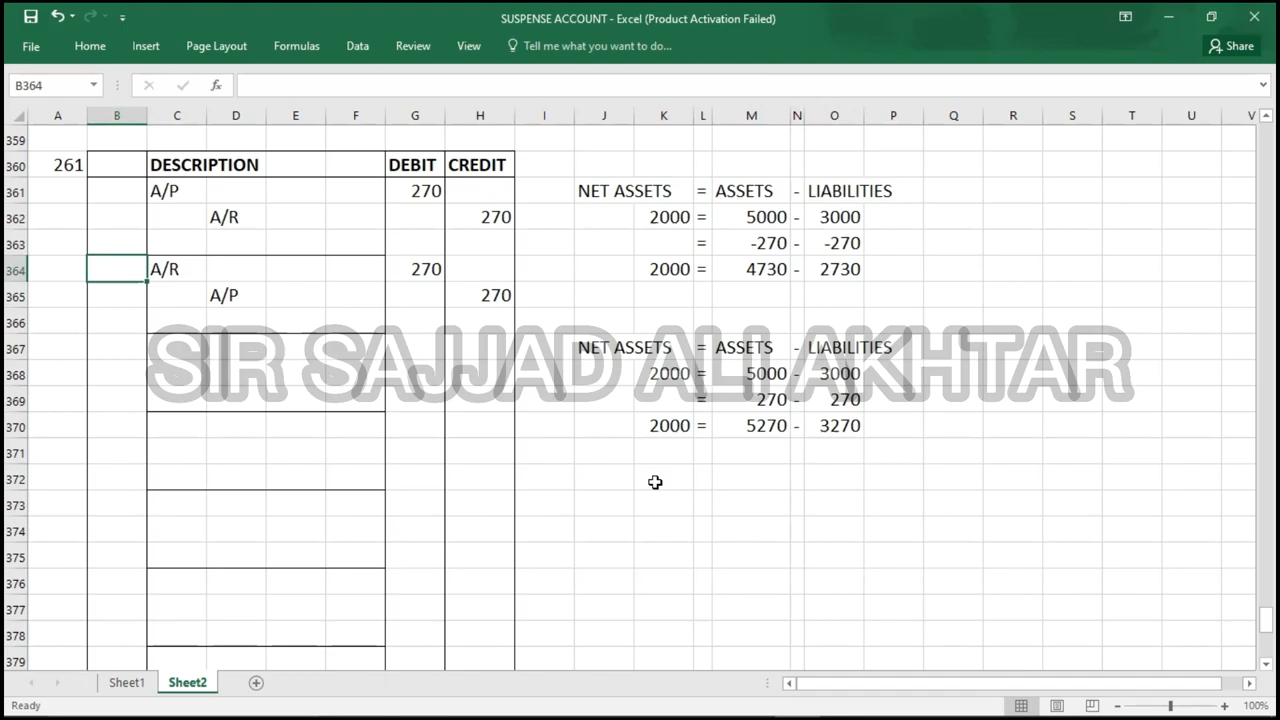 SUSPENSE ACCOUNT - Excel (Product Activation Failed)
File Home Insert Page Layout Formulas Data Review View Tell me what you want to do... Share
B364 fx
A B C D E F G H I J K L M N O P Q R S T U V
359
360 261 DESCRIPTION DEBIT CREDIT
361 A/P 270 NET ASSETS = ASSETS - LIABILITIES
362 A/R 270 2000 = 5000 - 3000
363 = -270 - -270
364 A/R 270 2000 = 4730 - 2730
365 A/P 270
366
SIR SAJJAD ALI AKHTAR
367 NET ASSETS = ASSETS - LIABILITIES
368 2000 = 5000 - 3000
369 = 270 - 270
370 2000 = 5270 - 3270
371
372
373
374
375
376
377
378
379
Sheet1 Sheet2
Ready 100%